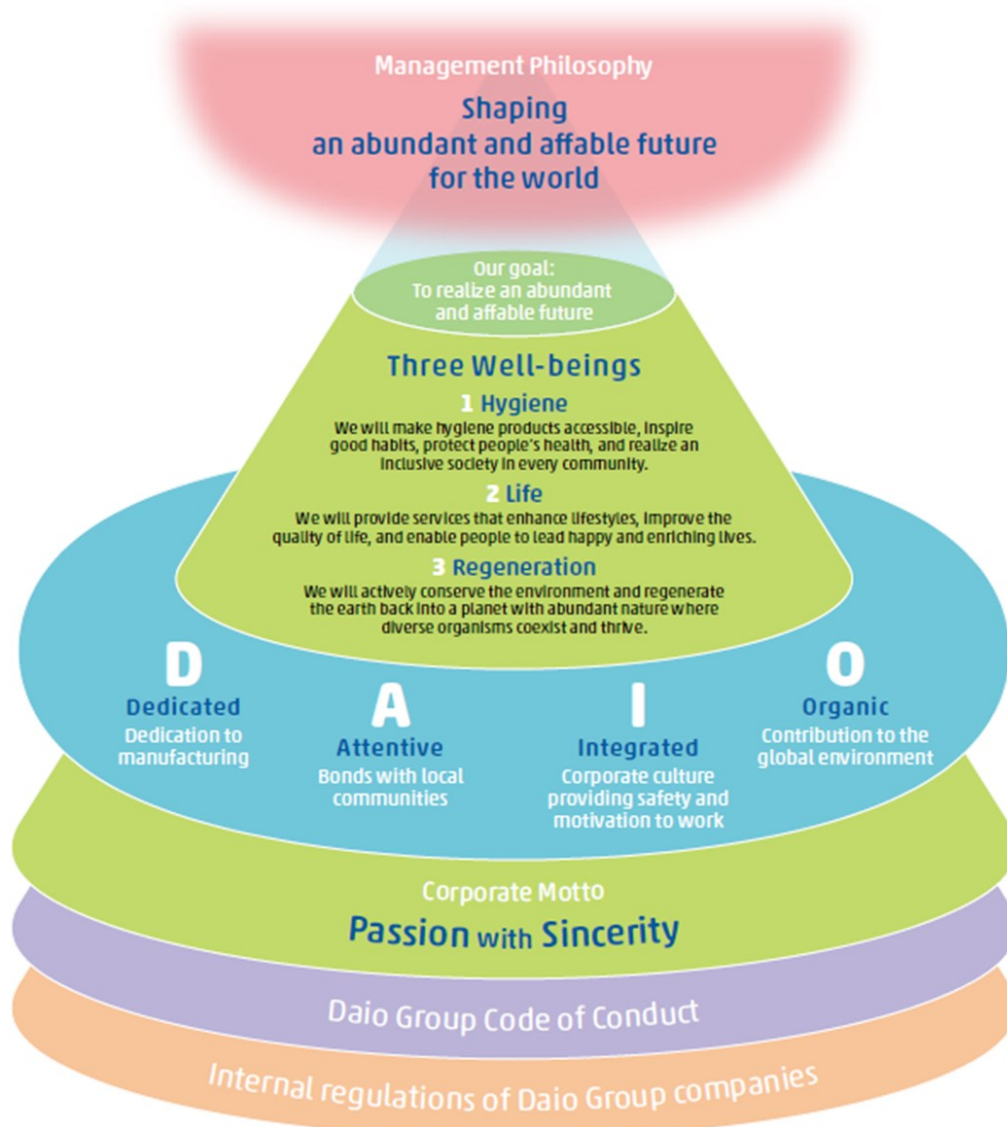 Management Philosophy
Shaping
an abundant and affable future
for the world
Our goal:
To realize an abundant
and affable future
Three Well-beings
1 Hygiene
We will make hygiene products accessible, inspire
good habits, protect people's health, and realize an
inclusive society in every community.
2 Life
We will provide services that enhance lifestyles, improve the
quality of life, and enable people to lead happy and enriching lives.
3 Regeneration
We will actively conserve the environment and regenerate
the earth back into a planet with abundant nature where
diverse organisms coexist and thrive.
D
Dedicated
Dedication to
manufacturing
A
Attentive
Bonds with local
communities
I
Integrated
Corporate culture
providing safety and
motivation to work
O
Organic
Contribution to the
global environment
Corporate Motto
Passion with Sincerity
Daio Group Code of Conduct
Internal regulations of Daio Group companies